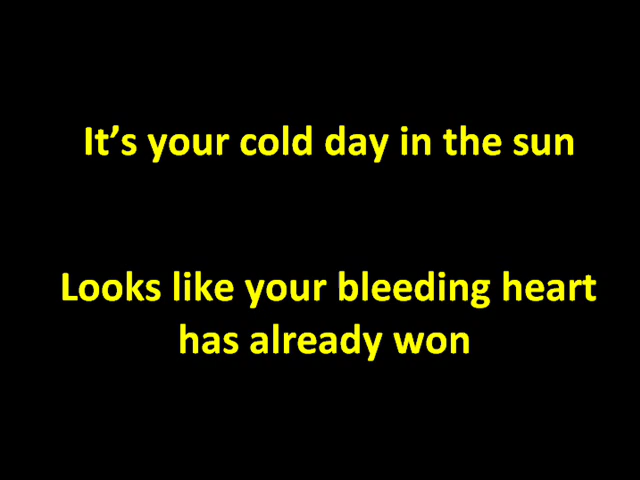 It’s your cold day in the sun
Looks like your bleeding heart
has already won